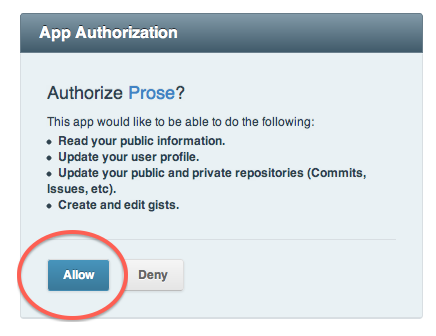 App Authorization
Authorize Prose?
This app would like to be able to do the following:
• Read your public information.
• Update your user profile.
• Update your public and private repositories (Commits,
Issues, etc).
• Create and edit gists.
Allow Deny